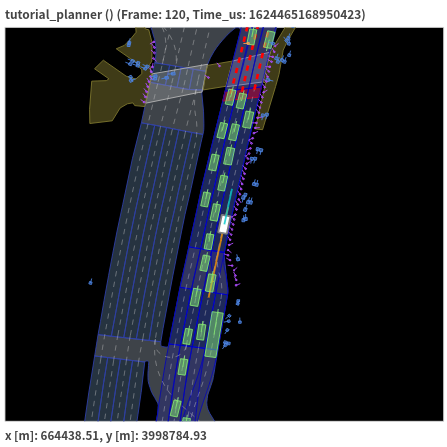 tutorial_planner () (Frame: 120, Time_us: 1624465168950423)
x [m]: 664438.51, y [m]: 3998784.93